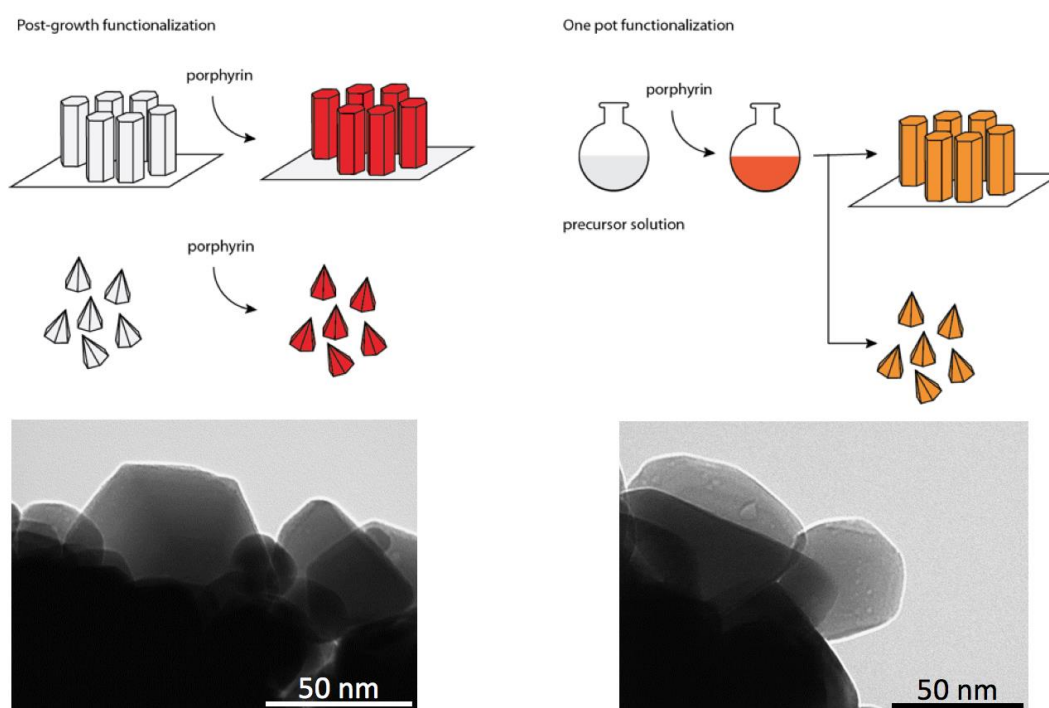 Post-growth functionalization
porphyrin
porphyrin
50 nm
One pot functionalization
porphyrin
precursor solution
50 nm